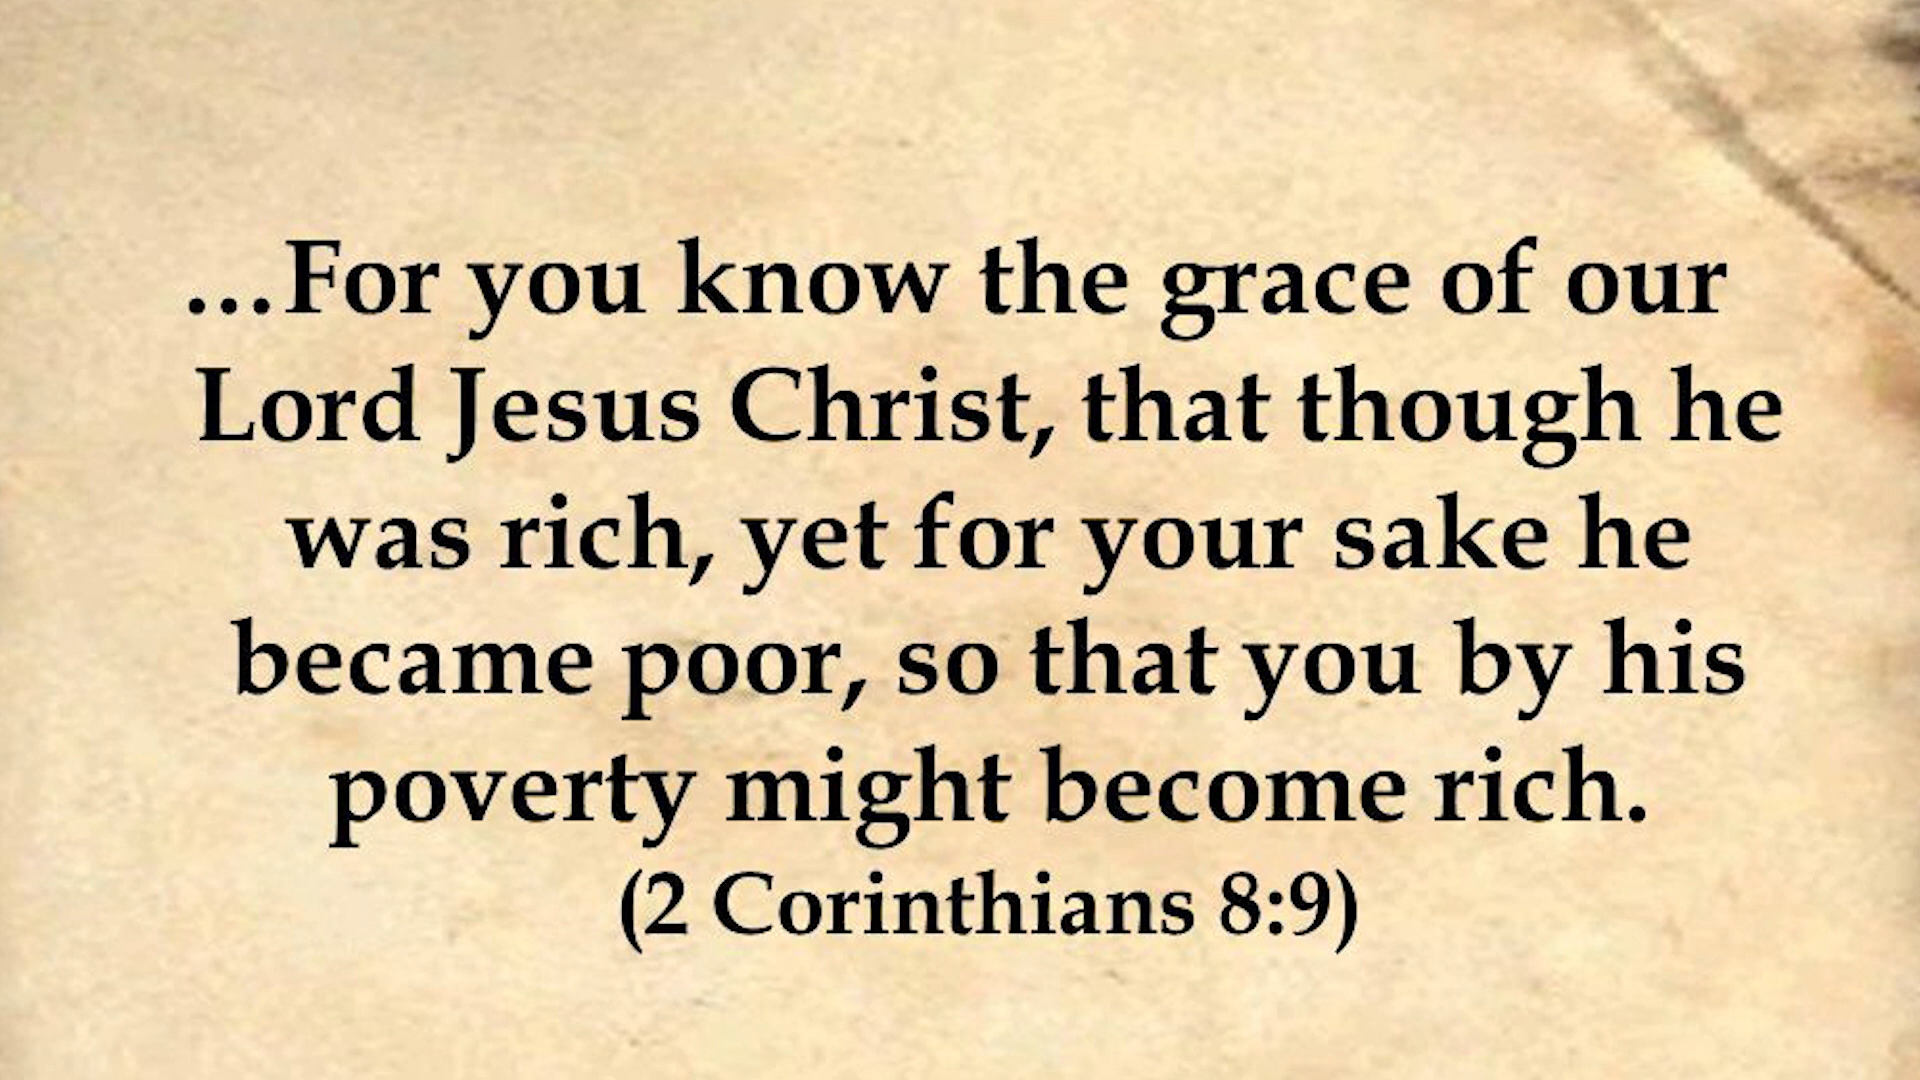 ...For you know the grace of our
Lord Jesus Christ, that though he
was rich, yet for your sake he
became poor, so that you by his
poverty might become rich.
(2 Corinthians 8:9)